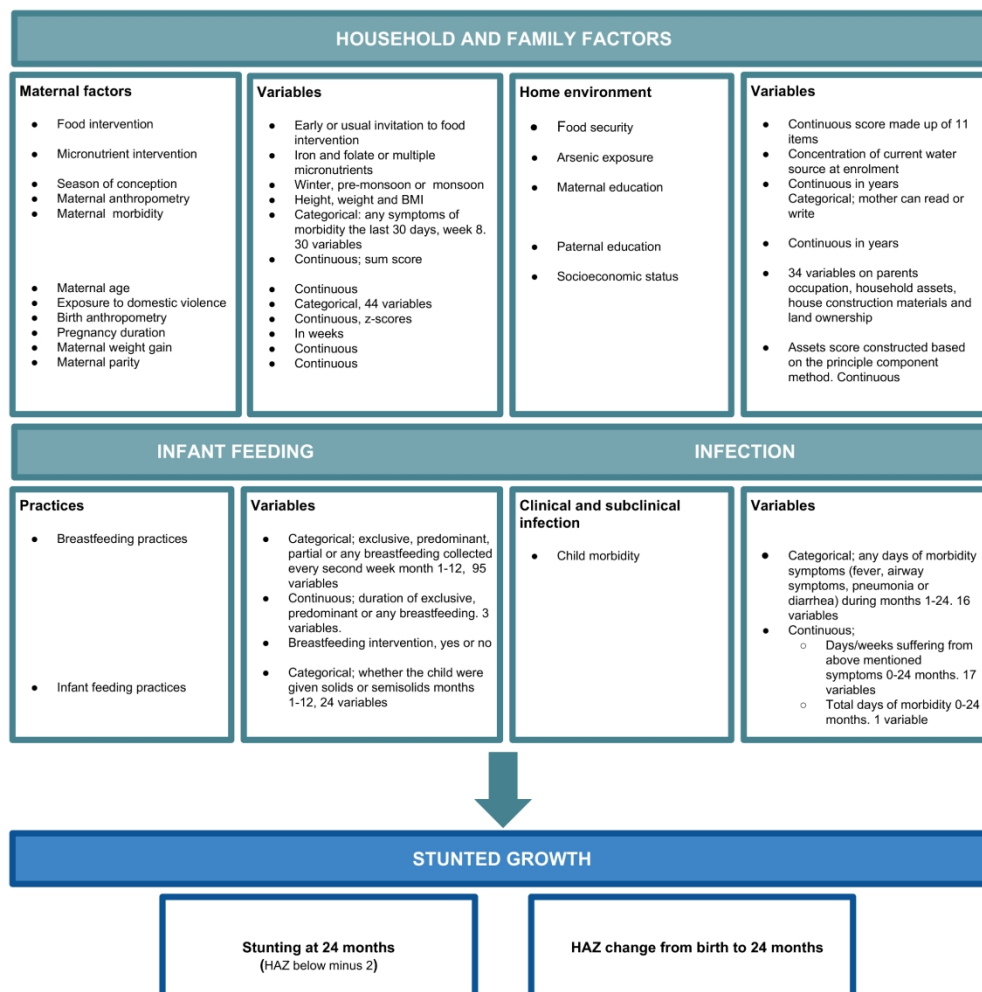 HOUSEHOLD AND FAMILY FACTORS
Maternal factors
● Food intervention
● Micronutrient intervention
● Season of conception
● Maternal anthropometry
● Maternal morbidity
● Maternal age
● Exposure to domestic violence
● Birth anthropometry
● Pregnancy duration
● Maternal weight gain
● Maternal parity
Variables
● Early or usual invitation to food
intervention
● Iron and folate or multiple
micronutrients
● Winter, pre-monsoon or monsoon
● Height, weight and BMI
● Categorical: any symptoms of
morbidity the last 30 days, week 8.
30 variables
● Continuous; sum score
● Continuous
● Categorical, 44 variables
● Continuous, z-scores
● In weeks
● Continuous
● Continuous
Home environment
● Food security
● Arsenic exposure
● Maternal education
● Paternal education
● Socioeconomic status
Variables
● Continuous score made up of 11
items
● Concentration of current water
source at enrolment
● Continuous in years
Categorical; mother can read or
write
● Continuous in years
● 34 variables on parents
occupation, household assets,
house construction materials and
land ownership
● Assets score constructed based
on the principle component
method. Continuous
INFANT FEEDING
INFECTION
Practices
● Breastfeeding practices
● Infant feeding practices
Variables
● Categorical; exclusive, predominant,
partial or any breastfeeding collected
every second week month 1-12, 95
variables
● Continuous; duration of exclusive,
predominant or any breastfeeding. 3
variables.
● Breastfeeding intervention, yes or no
● Categorical; whether the child were
given solids or semisolids months
1-12, 24 variables
Clinical and subclinical
infection
● Child morbidity
Variables
● Categorical; any days of morbidity
symptoms (fever, airway
symptoms, pneumonia or
diarrhea) during months 1-24. 16
variables
● Continuous;
○ Days/weeks suffering from
above mentioned
symptoms 0-24 months. 17
variables
○ Total days of morbidity 0-24
months. 1 variable
STUNTED GROWTH
Stunting at 24 months
(HAZ below minus 2)
HAZ change from birth to 24 months